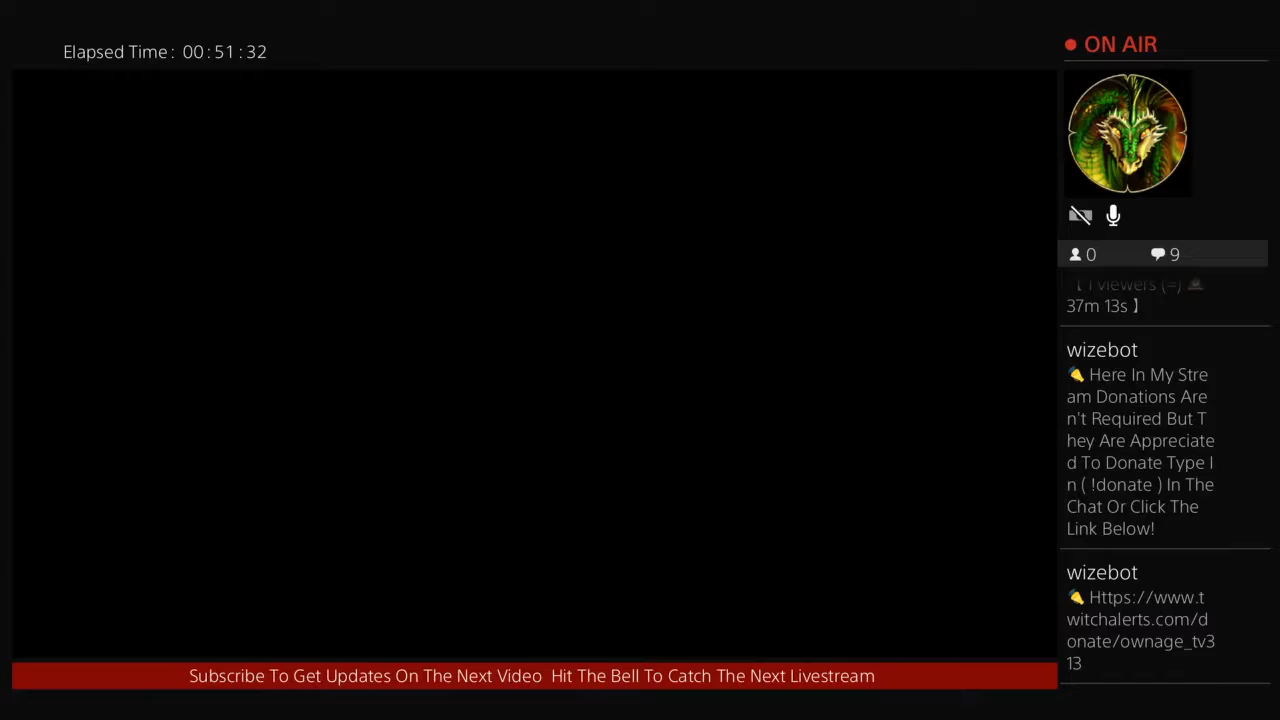 Elapsed Time: 00:51:32
ON AIR
0 9
【 1 viewers (=)
37m 13s 】
wizebot
Here In My Stre
am Donations Are
n't Required But T
hey Are Appreciate
d To Donate Type I
n ( !donate ) In The
Chat Or Click The
Link Below!
wizebot
Https://www.t
witchalerts.com/d
onate/ownage_tv3
13
Subscribe To Get Updates On The Next Video Hit The Bell To Catch The Next Livestream